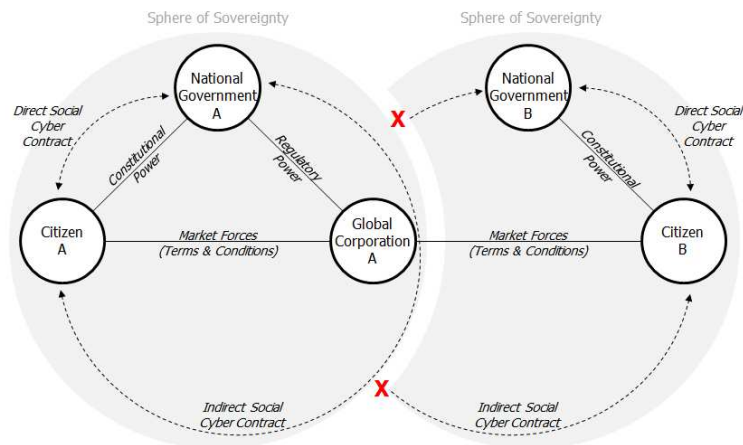 Sphere of Sovereignty
Sphere of Sovereignty
National
Government
A
National
Government
B
Direct Social
Cyber
Contract
Constitutional
Power
Regulatory
Power
X
Constitutional
Power
Direct Social
Cyber
Contract
Citizen
A
Market Forces
(Terms & Conditions)
Global
Corporation
A
Market Forces
(Terms & Conditions)
Citizen
B
X
Indirect Social
Cyber Contract
Indirect Social
Cyber Contract